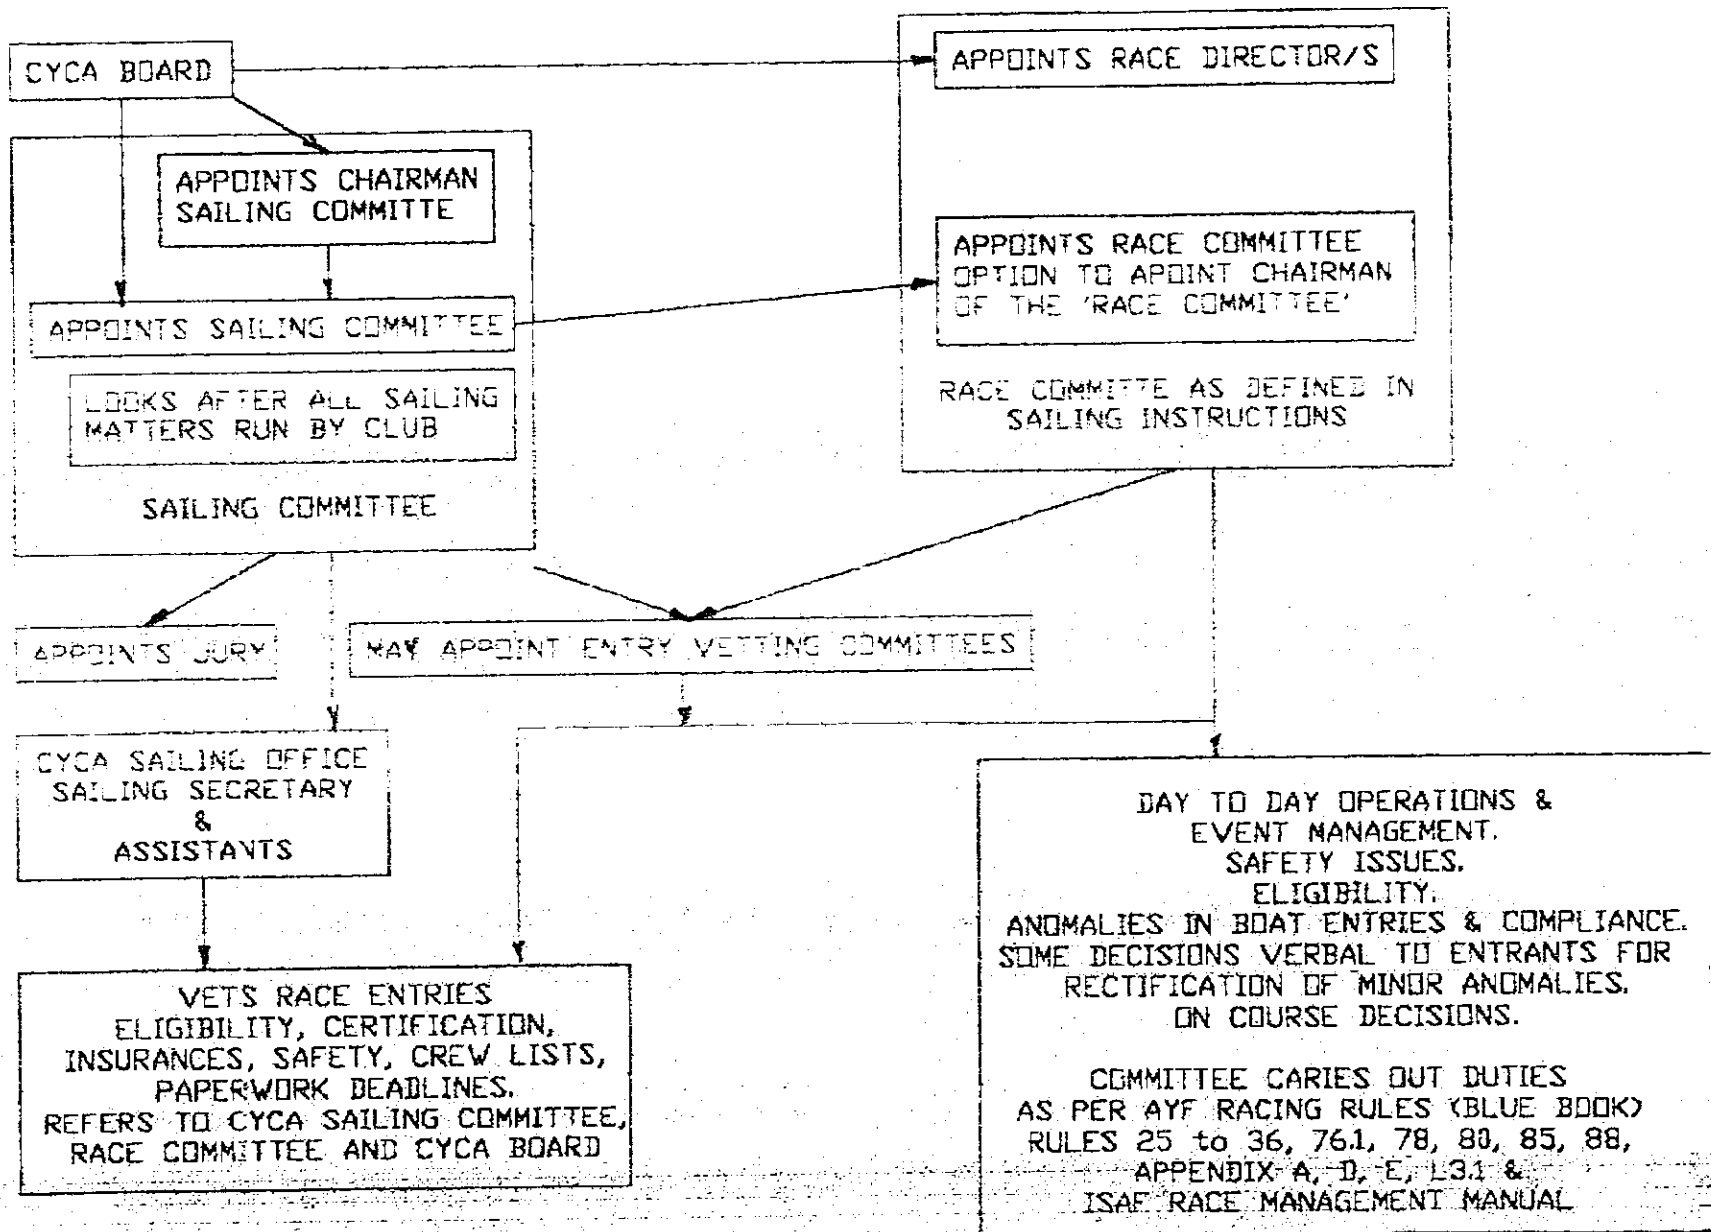 CYCA BOARD
APPOINTS RACE DIRECTOR/S
APPOINTS CHAIRMAN
SAILING COMMITTE
APPOINTS RACE COMMITTEE
OPTION TO APOINT CHAIRMAN
OF THE 'RACE COMMITTEE'
APPOINTS SAILING COMMITTEE
LOOKS AFTER ALL SAILING
MATTERS RUN BY CLUB
RACE COMMITTE AS DEFINED IN
SAILING INSTRUCTIONS
SAILING COMMITTEE
APPOINTS JURY
MAY APPOINT ENTRY VETTING COMMITTEES
CYCA SAILING OFFICE
SAILING SECRETARY
&
ASSISTANTS
DAY TO DAY OPERATIONS &
EVENT MANAGEMENT.
SAFETY ISSUES.
ELIGIBILITY.
ANOMALIES IN BOAT ENTRIES & COMPLIANCE.
SOME DECISIONS VERBAL TO ENTRANTS FOR
RECTIFICATION OF MINOR ANOMALIES.
ON COURSE DECISIONS.
COMMITTEE CARIES OUT DUTIES
AS PER AYF RACING RULES (BLUE BOOK)
RULES 25 to 36, 76.1, 78, 80, 85, 88,
APPENDIX A, D, E, L3.1 &
ISAF RACE MANAGEMENT MANUAL
VETS RACE ENTRIES
ELIGIBILITY, CERTIFICATION,
INSURANCES, SAFETY, CREW LISTS,
PAPERWORK DEADLINES.
REFERS TO CYCA SAILING COMMITTEE,
RACE COMMITTEE AND CYCA BOARD